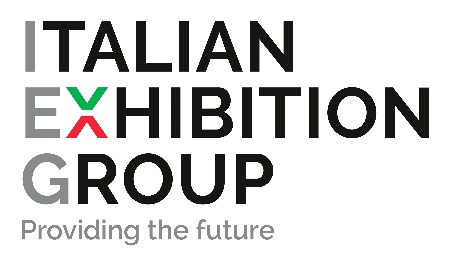 ITALIAN
EXHIBITION
GROUP
Providing the future